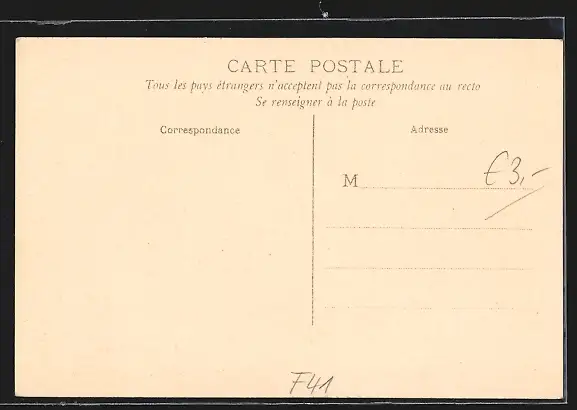 CARTE POSTALE
Tous les pays étrangers n'acceptent pas la correspondance au recto
Se renseigner à la poste
Correspondance
Adresse
M
€3,-
F41